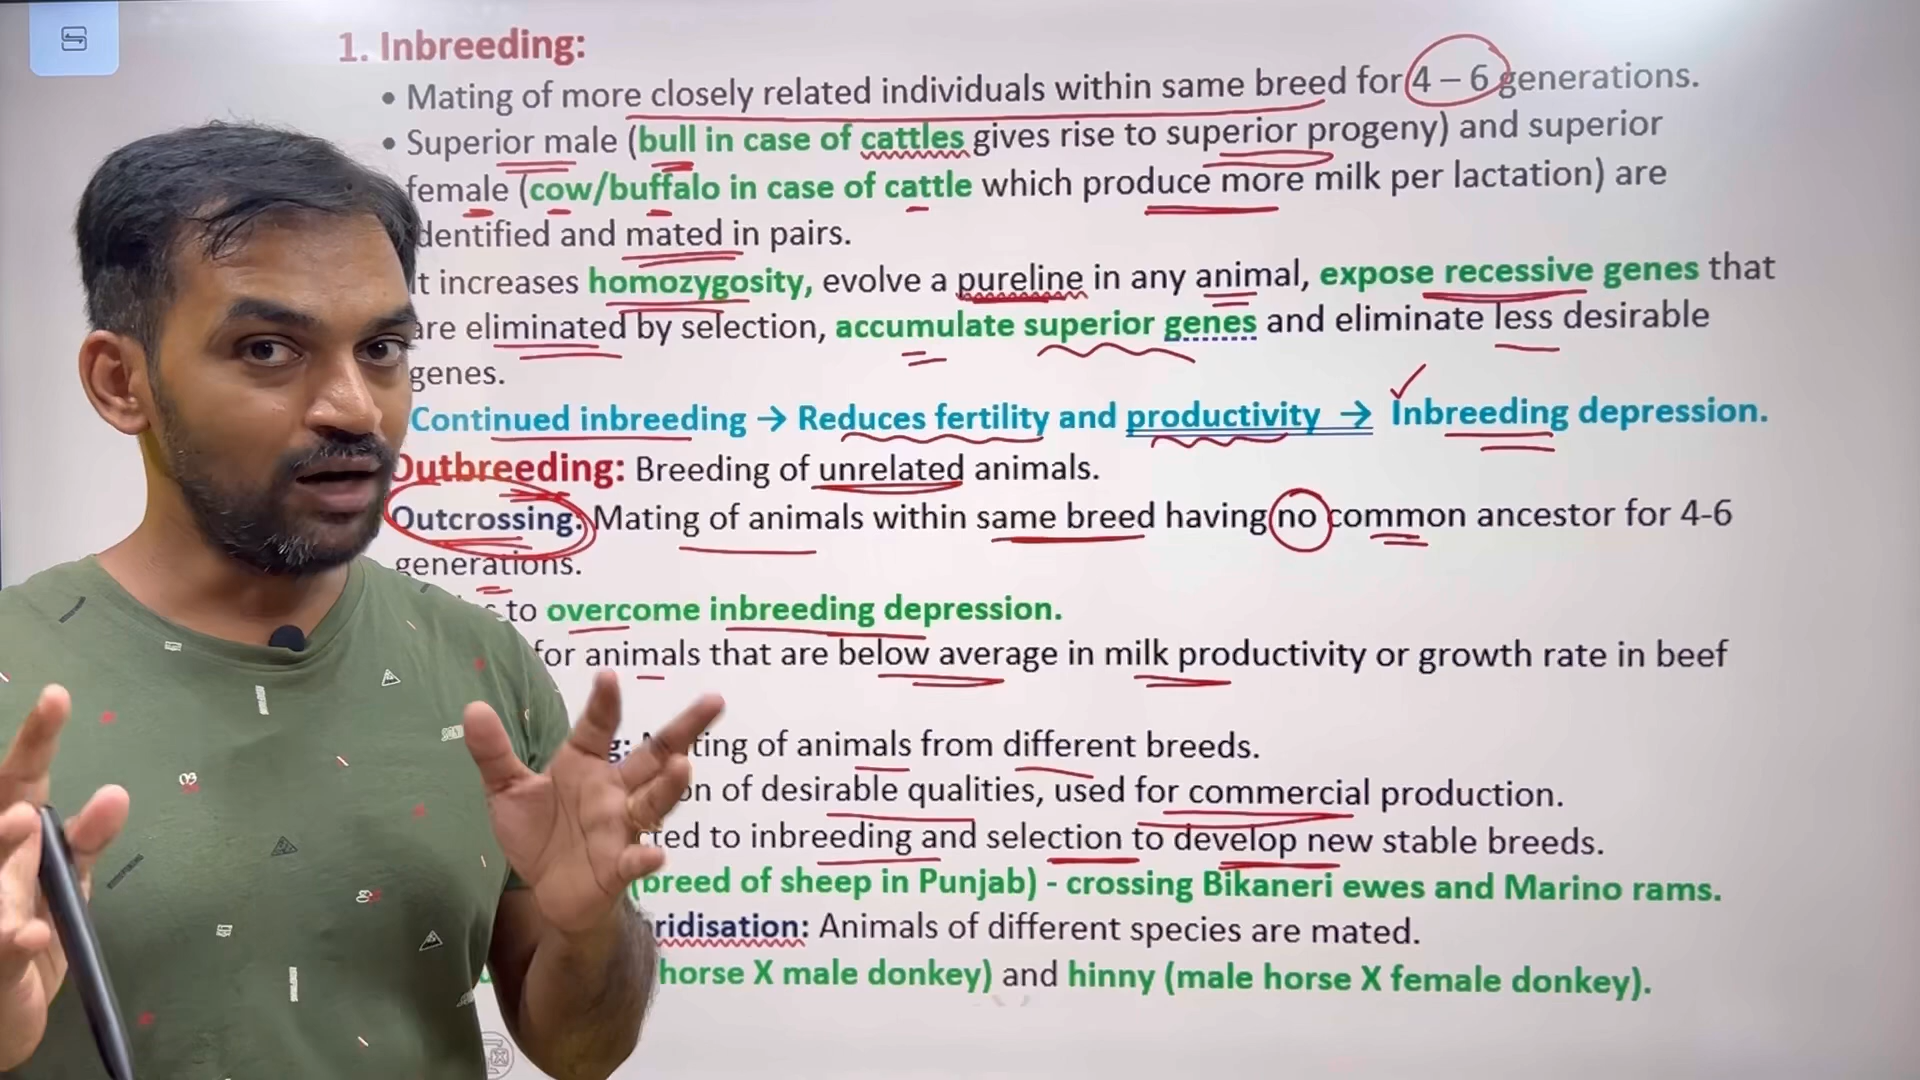 1. Inbreeding:
• Mating of more closely related individuals within same breed for 4 – 6 generations.
• Superior male (bull in case of cattles gives rise to superior progeny) and superior
female (cow/buffalo in case of cattle which produce more milk per lactation) are
dentified and mated in pairs.
t increases homozygosity, evolve a pureline in any animal, expose recessive genes that
are eliminated by selection, accumulate superior genes and eliminate less desirable
genes.
Continued inbreeding → Reduces fertility and productivity → Inbreeding depression.
Outbreeding: Breeding of unrelated animals.
Outcrossing: Mating of animals within same breed having no common ancestor for 4-6
generations.
to overcome inbreeding depression.
for animals that are below average in milk productivity or growth rate in beef
g: Mating of animals from different breeds.
on of desirable qualities, used for commercial production.
cted to inbreeding and selection to develop new stable breeds.
(breed of sheep in Punjab) - crossing Bikaneri ewes and Marino rams.
ridisation: Animals of different species are mated.
horse X male donkey) and hinny (male horse X female donkey).